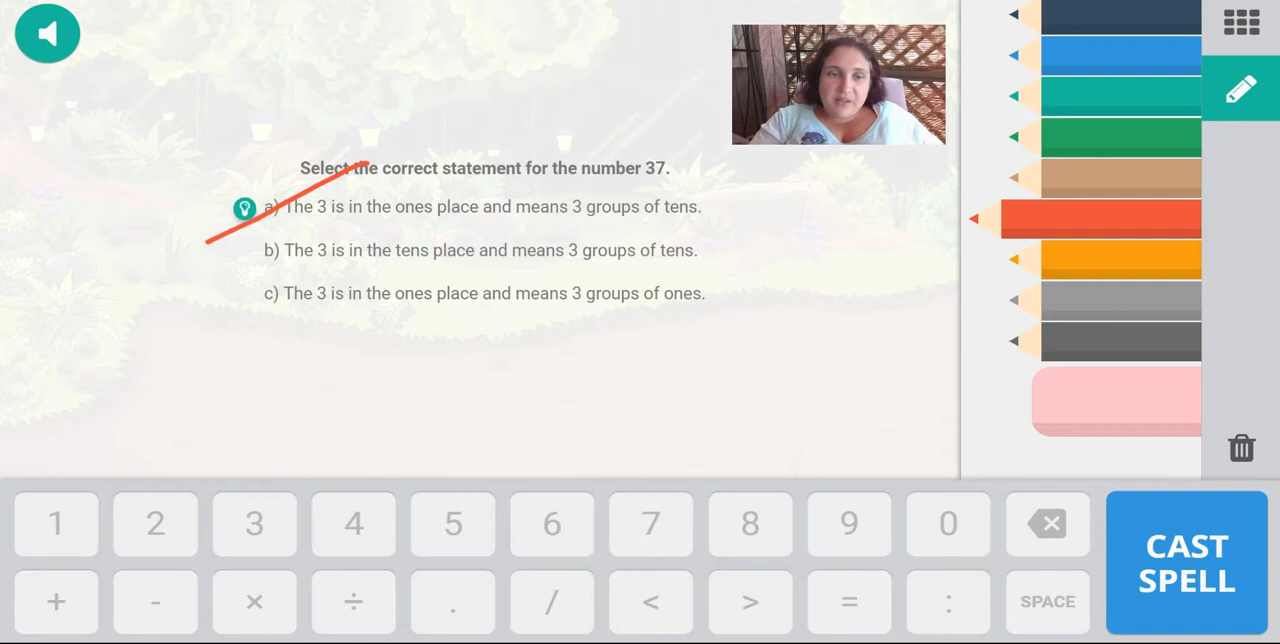 Select the correct statement for the number 37.
a) The 3 is in the ones place and means 3 groups of tens.
b) The 3 is in the tens place and means 3 groups of tens.
c) The 3 is in the ones place and means 3 groups of ones.
1 2 3 4 5 6 7 8 9 0
+ - × ÷ . / < > = : SPACE
CAST
SPELL